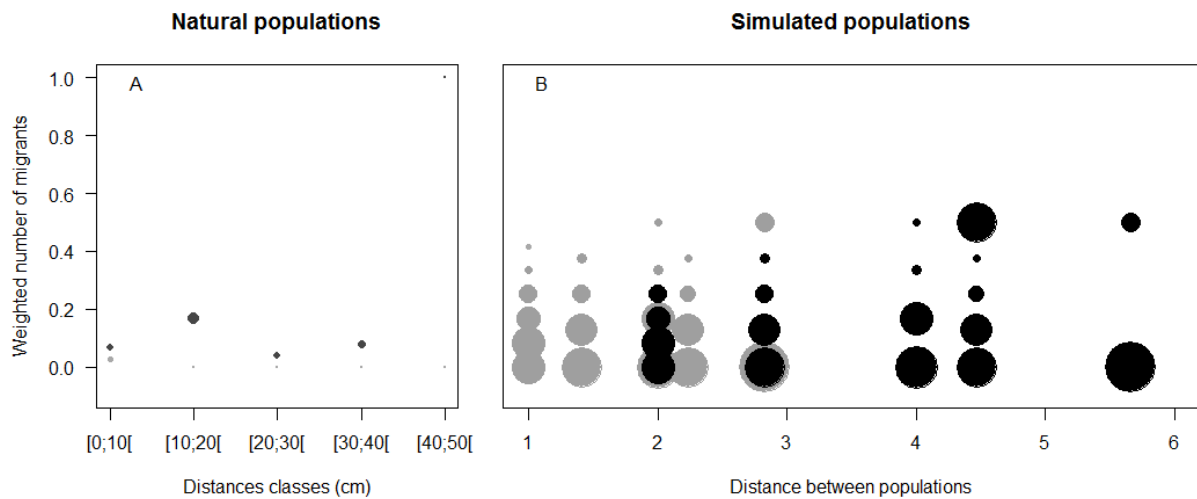 Natural populations
Simulated populations
A
B
Weighted number of migrants
1.0
0.8
0.6
0.4
0.2
0.0
[0;10[ [10;20[ [20;30[ [30;40[ [40;50[
1 2 3 4 5 6
Distances classes (cm)
Distance between populations